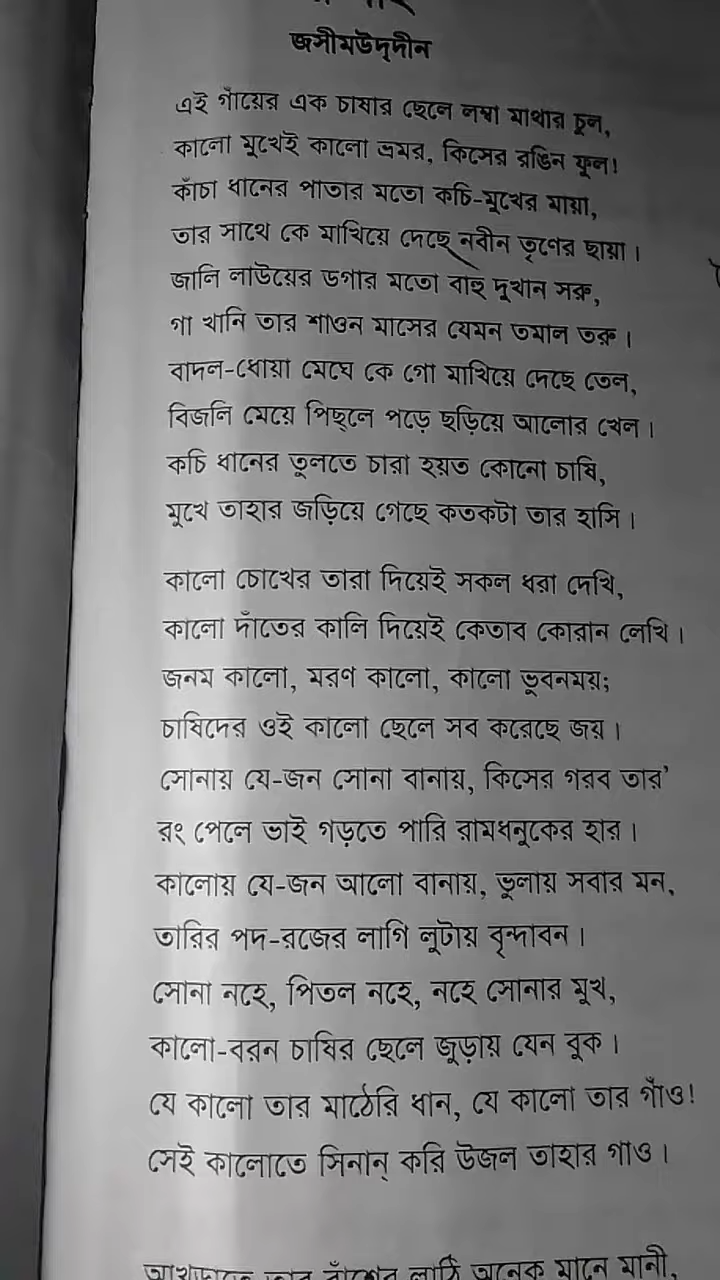 জসীমউদ্‌দীন
এই গাঁয়ের এক চাষার ছেলে লম্বা মাথার চুল,
কালো মুখেই কালো ভ্রমর, কিসের রঙিন ফুল!
কাঁচা ধানের পাতার মতো কচি-মুখের মায়া,
তার সাথে কে মাখিয়ে দেছে নবীন তৃণের ছায়া।
জালি লাউয়ের ডগার মতো বাহু দুখান সরু,
গা খানি তার শাওন মাসের যেমন তমাল তরু।
বাদল-ধোয়া মেঘে কে গো মাখিয়ে দেছে তেল,
বিজলি মেয়ে পিছ্‌লে পড়ে ছড়িয়ে আলোর খেল।
কচি ধানের তুলতে চারা হয়ত কোনো চাষি,
মুখে তাহার জড়িয়ে গেছে কতকটা তার হাসি।
কালো চোখের তারা দিয়েই সকল ধরা দেখি,
কালো দাঁতের কালি দিয়েই কেতাব কোরান লেখি।
জনম কালো, মরণ কালো, কালো ভুবনময়;
চাষিদের ওই কালো ছেলে সব করেছে জয়।
সোনায় যে-জন সোনা বানায়, কিসের গরব তার'
রং পেলে ভাই গড়তে পারি রামধনুকের হার।
কালোয় যে-জন আলো বানায়, ভুলায় সবার মন,
তারির পদ-রজের লাগি লুটায় বৃন্দাবন।
সোনা নহে, পিতল নহে, নহে সোনার মুখ,
কালো-বরন চাষির ছেলে জুড়ায় যেন বুক।
যে কালো তার মাঠেরি ধান, যে কালো তার গাঁও!
সেই কালোতে সিনান্ করি উজল তাহার গাও।
আখড়াতে তার বাঁশের লাঠি অনেক মানে মানী,